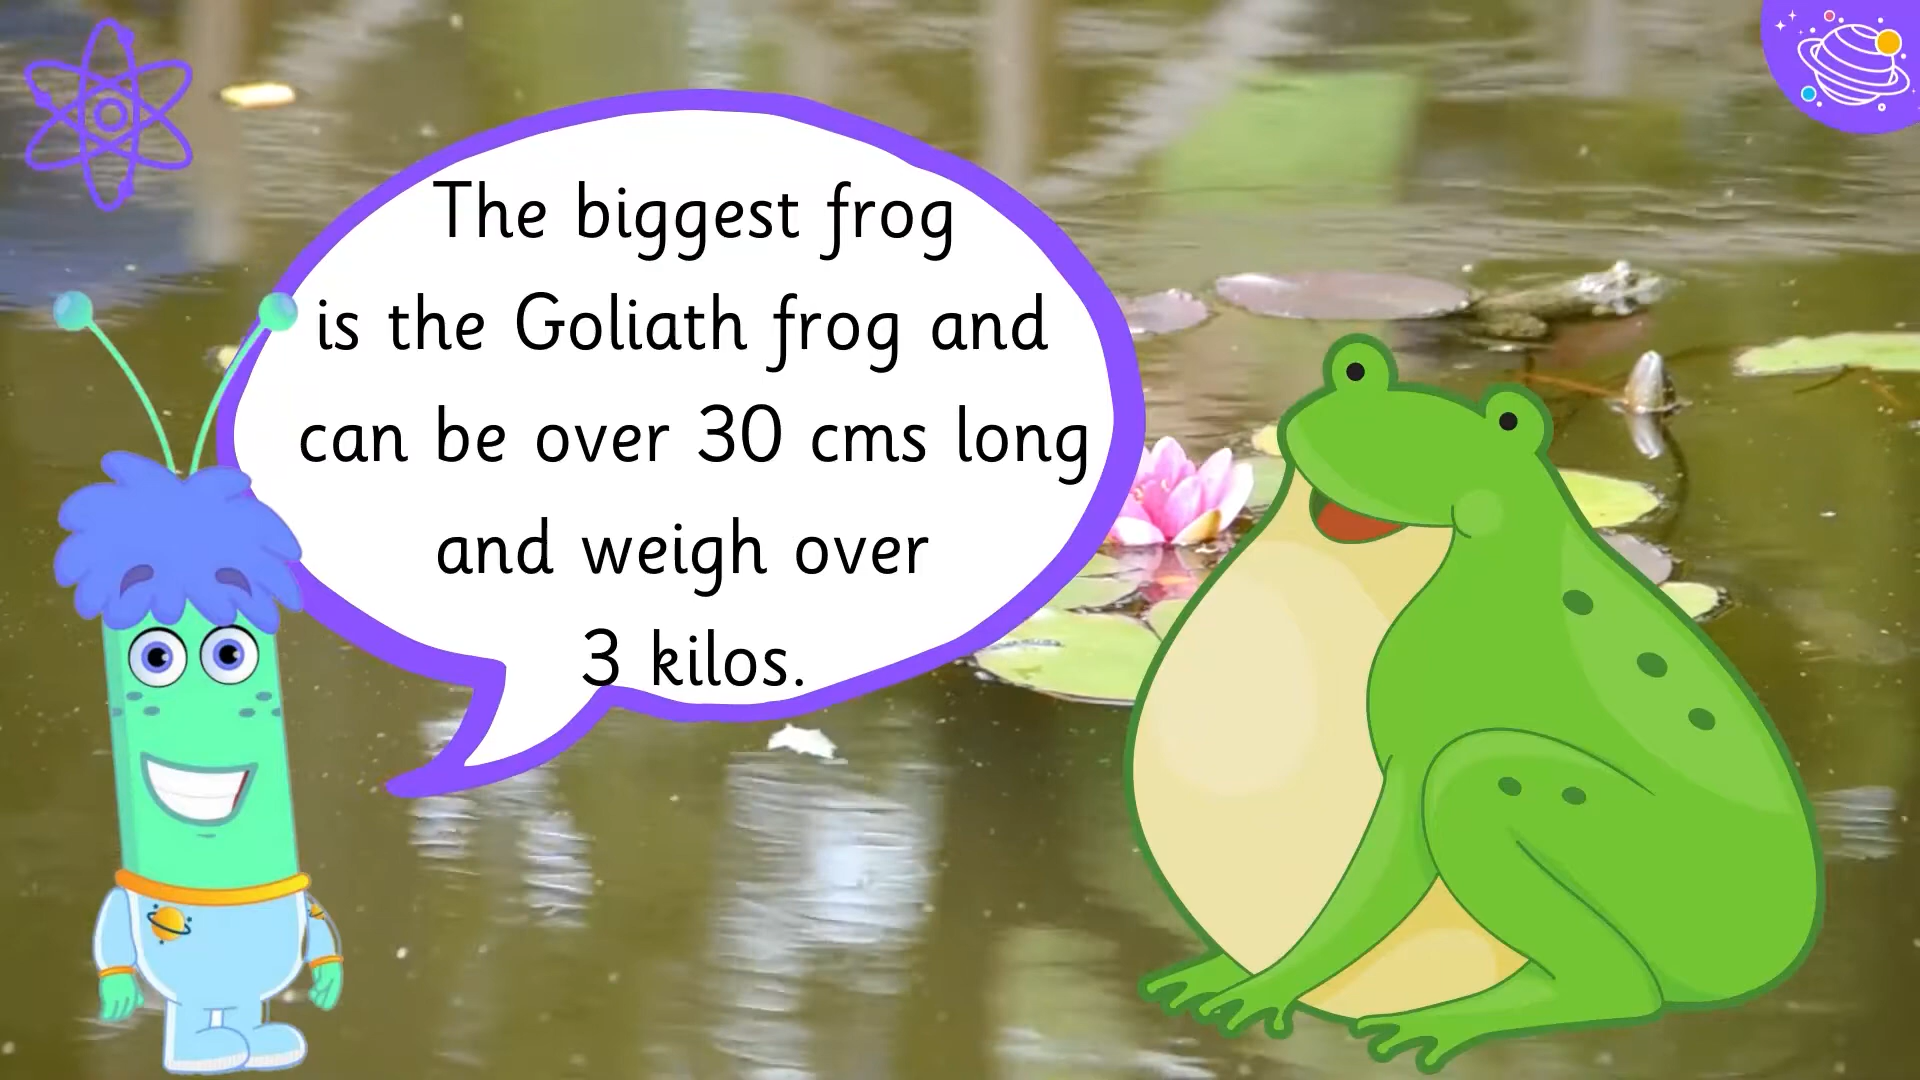 The biggest frog
is the Goliath frog and
can be over 30 cms long
and weigh over
3 kilos.